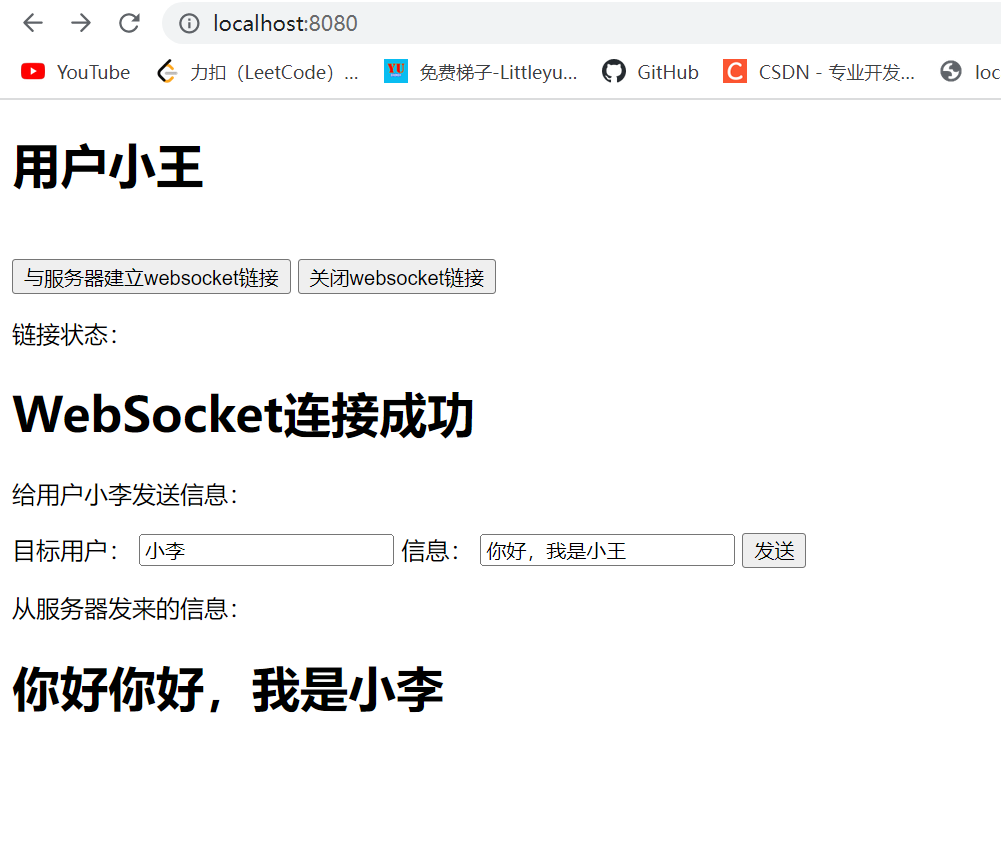 localhost:8080
YouTube 力扣（LeetCode）... 免费梯子-Littleyu... GitHub CSDN - 专业开发... loc
用户小王
与服务器建立websocket链接 关闭websocket链接
链接状态：
WebSocket连接成功
给用户小李发送信息：
目标用户： 小李 信息： 你好，我是小王 发送
从服务器发来的信息：
你好你好，我是小李